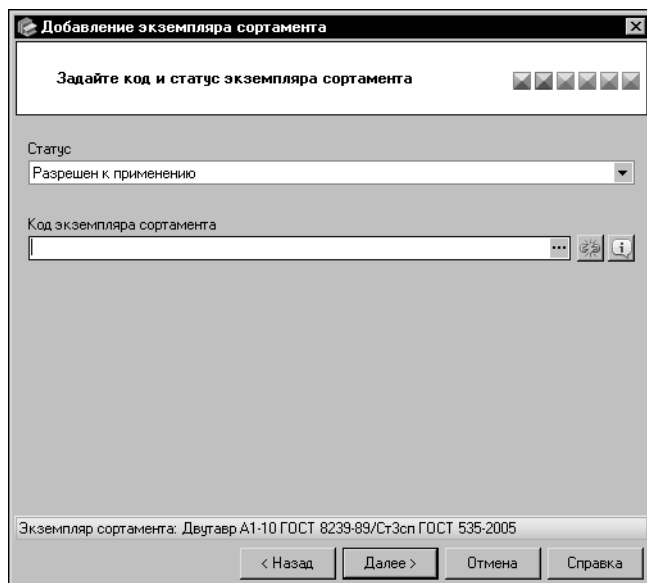 Добавление экземпляра сортамента
Задайте код и статус экземпляра сортамента
Статус
Разрешен к применению
Код экземпляра сортамента
Экземпляр сортамента: Двутавр А1-10 ГОСТ 8239-89/Ст3сп ГОСТ 535-2005
< Назад
Далее >
Отмена
Справка